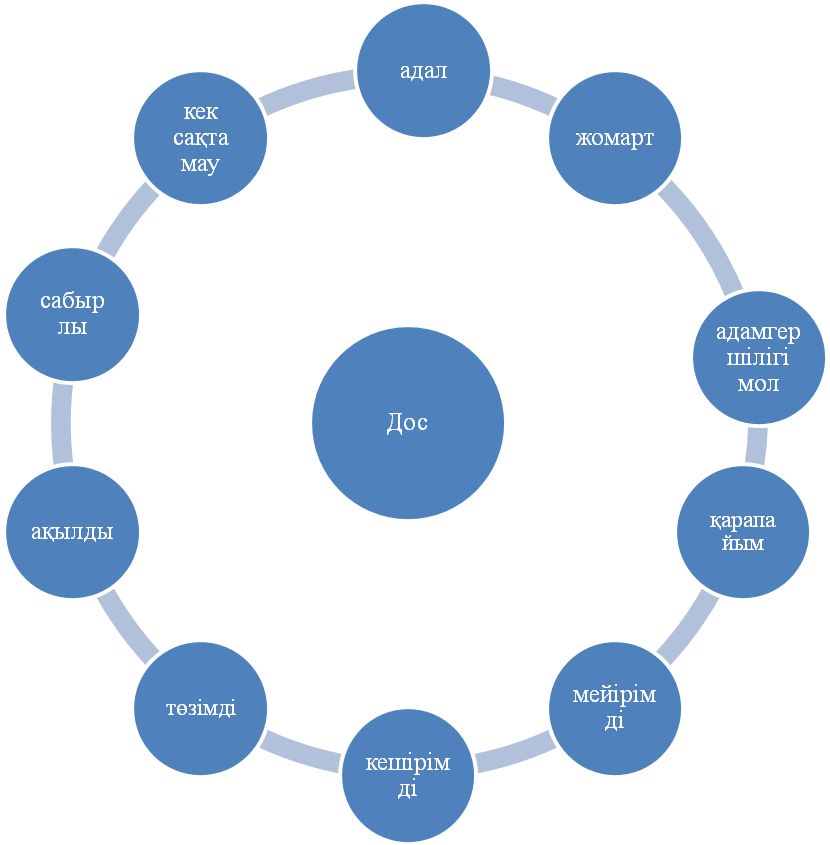 адал
жомарт
адамгер
шілігі
мол
қарапа
йым
мейірім
ді
кешірім
ді
төзімді
ақылды
сабыр
лы
кек
сақта
мау
Дос